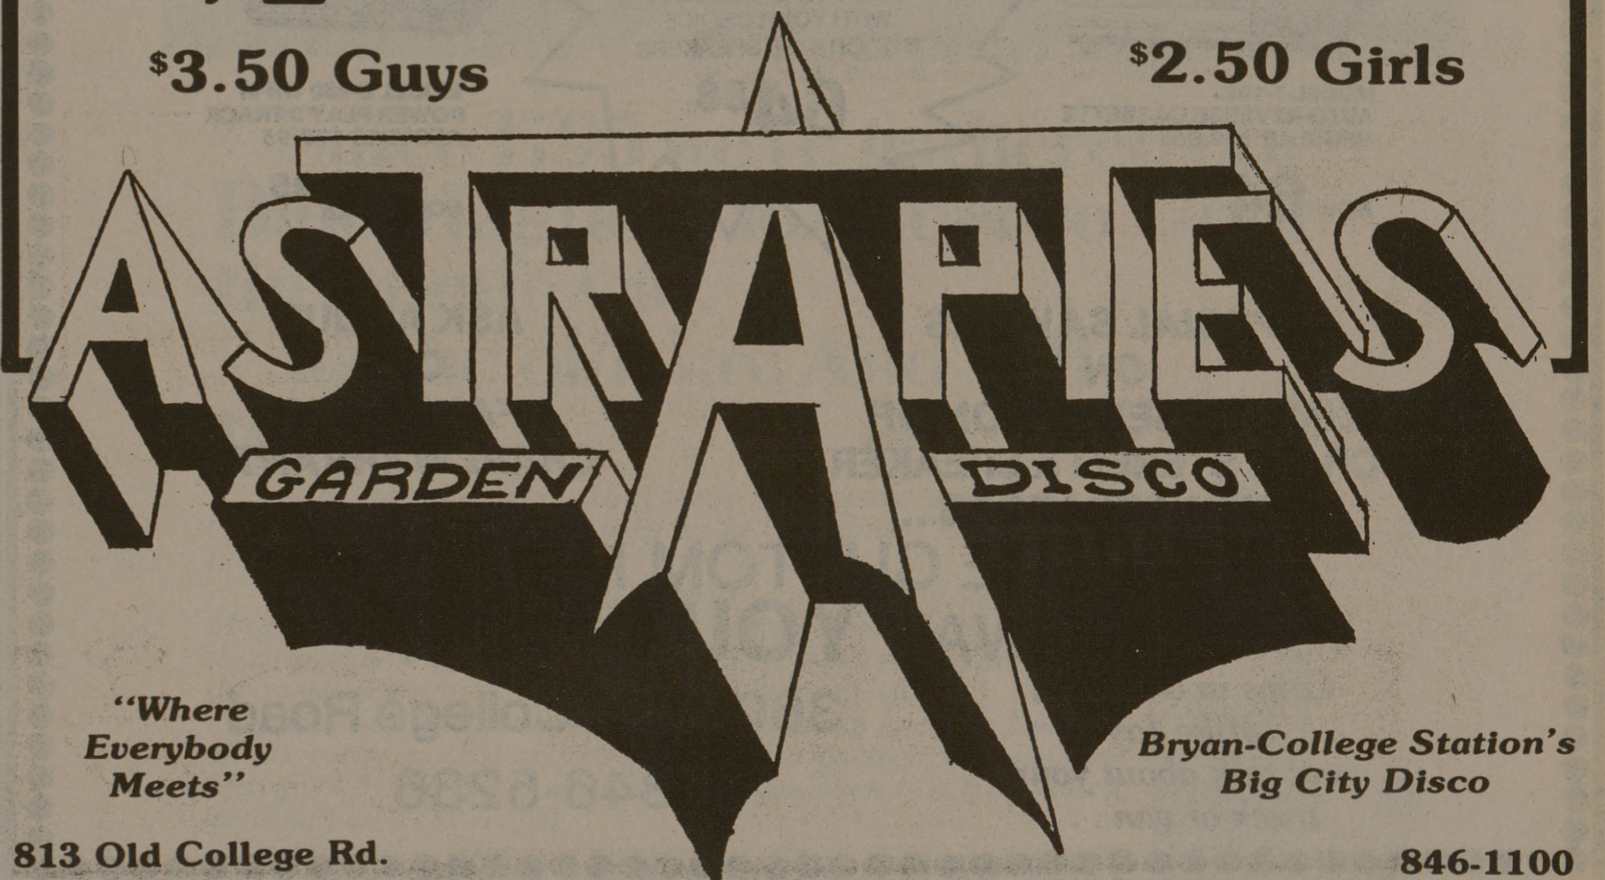 $3.50 Guys
$2.50 Girls
ASTRAPTES
GARDEN DISCO
“Where
Everybody
Meets”
Bryan-College Station's
Big City Disco
813 Old College Rd.
846-1100